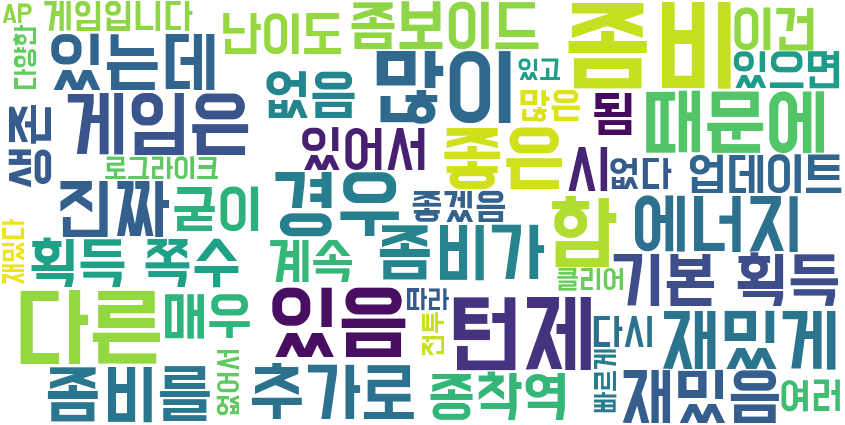 AP 게임입니다
난이도
좀보이드
좀비
이건
다양한
있는데
없음
많이
있고
있으면
게임은
많은
됨
때문에
생존
있어서
좋은
시
없다
업데이트
로그라이크
진짜
굳이
경우
좋겠음
함
에너지
재밌다
획득 쪽수
계속
좀비가
클리어
기본 획득
다른
매우
있음
따라
전투
턴제
다시
재밌게
없어서
빠르게
좀비를
추가로
종착역
재밌음
여러